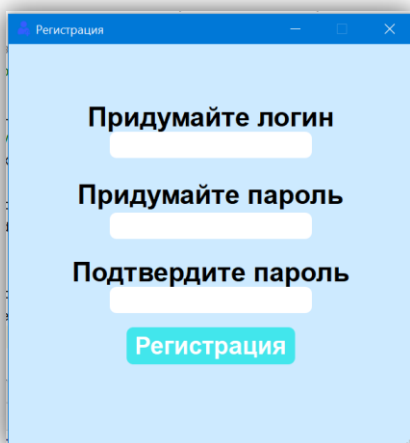 Регистрация
Придумайте логин
Придумайте пароль
Подтвердите пароль
Регистрация